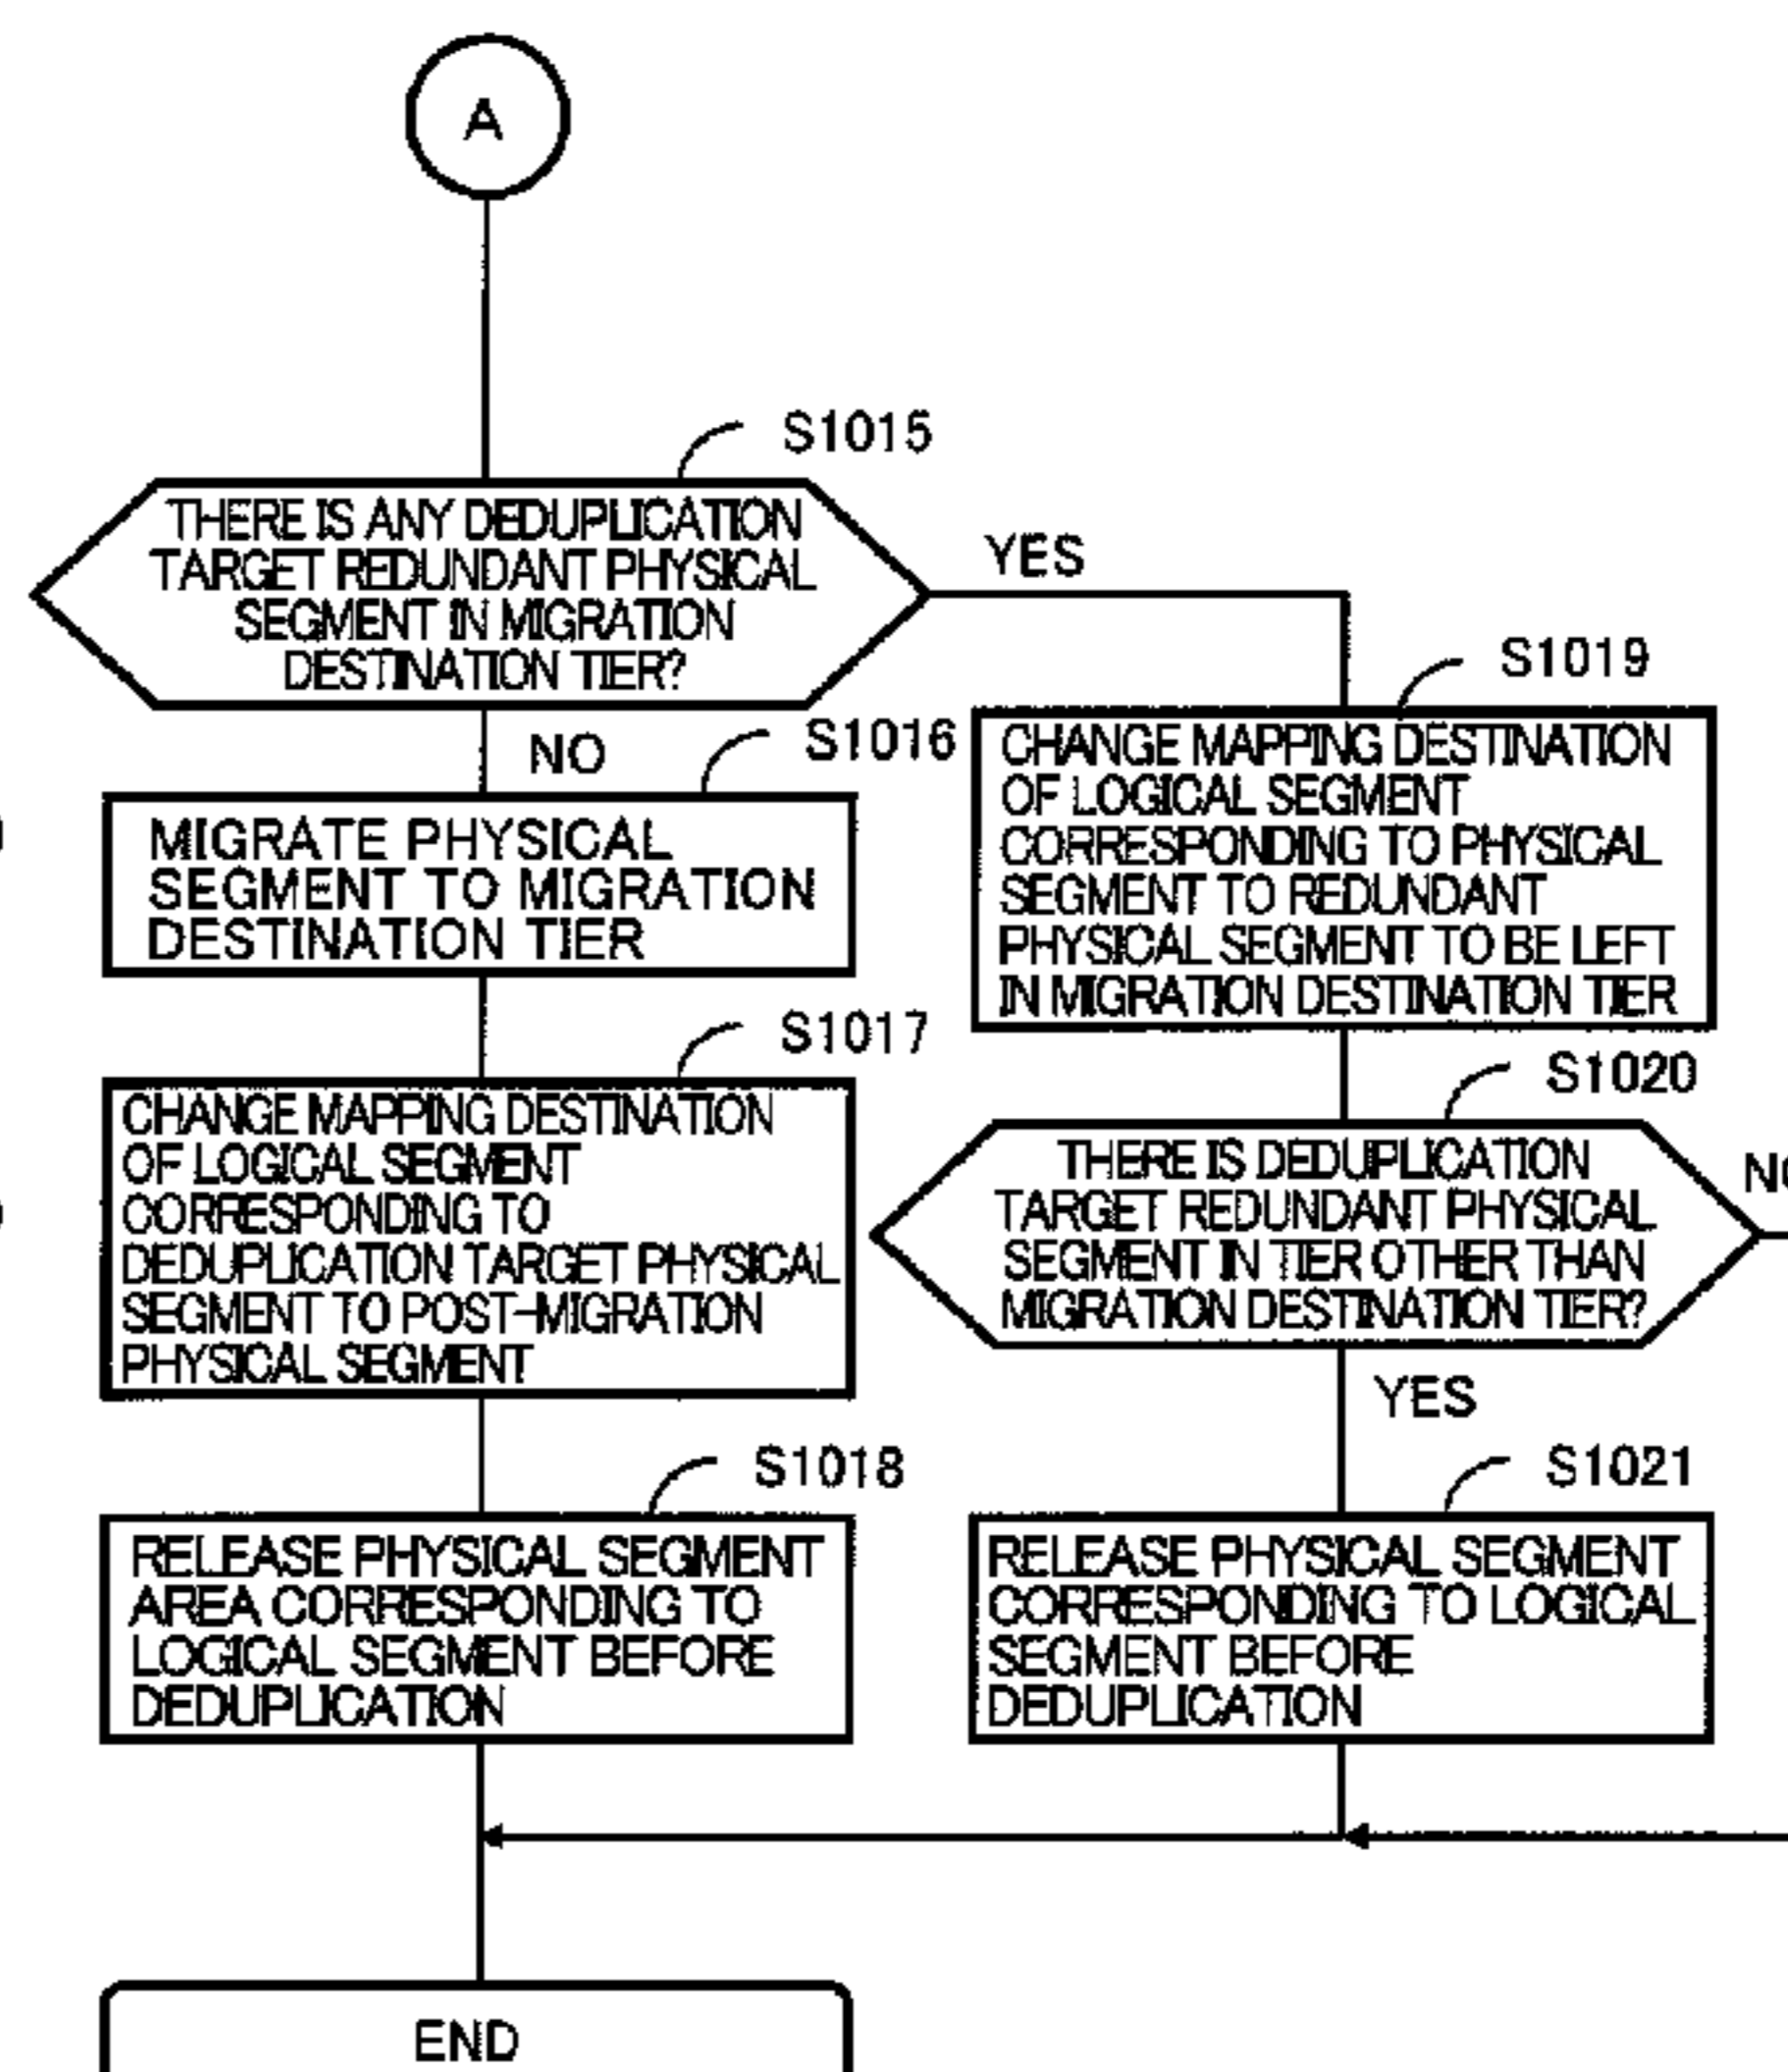 A
S1015
THERE IS ANY DEDUPLICATION
TARGET REDUNDANT PHYSICAL
SEGMENT IN MIGRATION
DESTINATION TIER?
YES
NO
S1016
MIGRATE PHYSICAL
SEGMENT TO MIGRATION
DESTINATION TIER
S1017
CHANGE MAPPING DESTINATION
OF LOGICAL SEGMENT
CORRESPONDING TO
DEDUPLICATION TARGET PHYSICAL
SEGMENT TO POST-MIGRATION
PHYSICAL SEGMENT
S1018
RELEASE PHYSICAL SEGMENT
AREA CORRESPONDING TO
LOGICAL SEGMENT BEFORE
DEDUPLICATION
S1019
CHANGE MAPPING DESTINATION
OF LOGICAL SEGMENT
CORRESPONDING TO PHYSICAL
SEGMENT TO REDUNDANT
PHYSICAL SEGMENT TO BE LEFT
IN MIGRATION DESTINATION TIER
S1020
THERE IS DEDUPLICATION
TARGET REDUNDANT PHYSICAL
SEGMENT IN TIER OTHER THAN
MIGRATION DESTINATION TIER?
YES
S1021
RELEASE PHYSICAL SEGMENT
CORRESPONDING TO LOGICAL
SEGMENT BEFORE
DEDUPLICATION
END